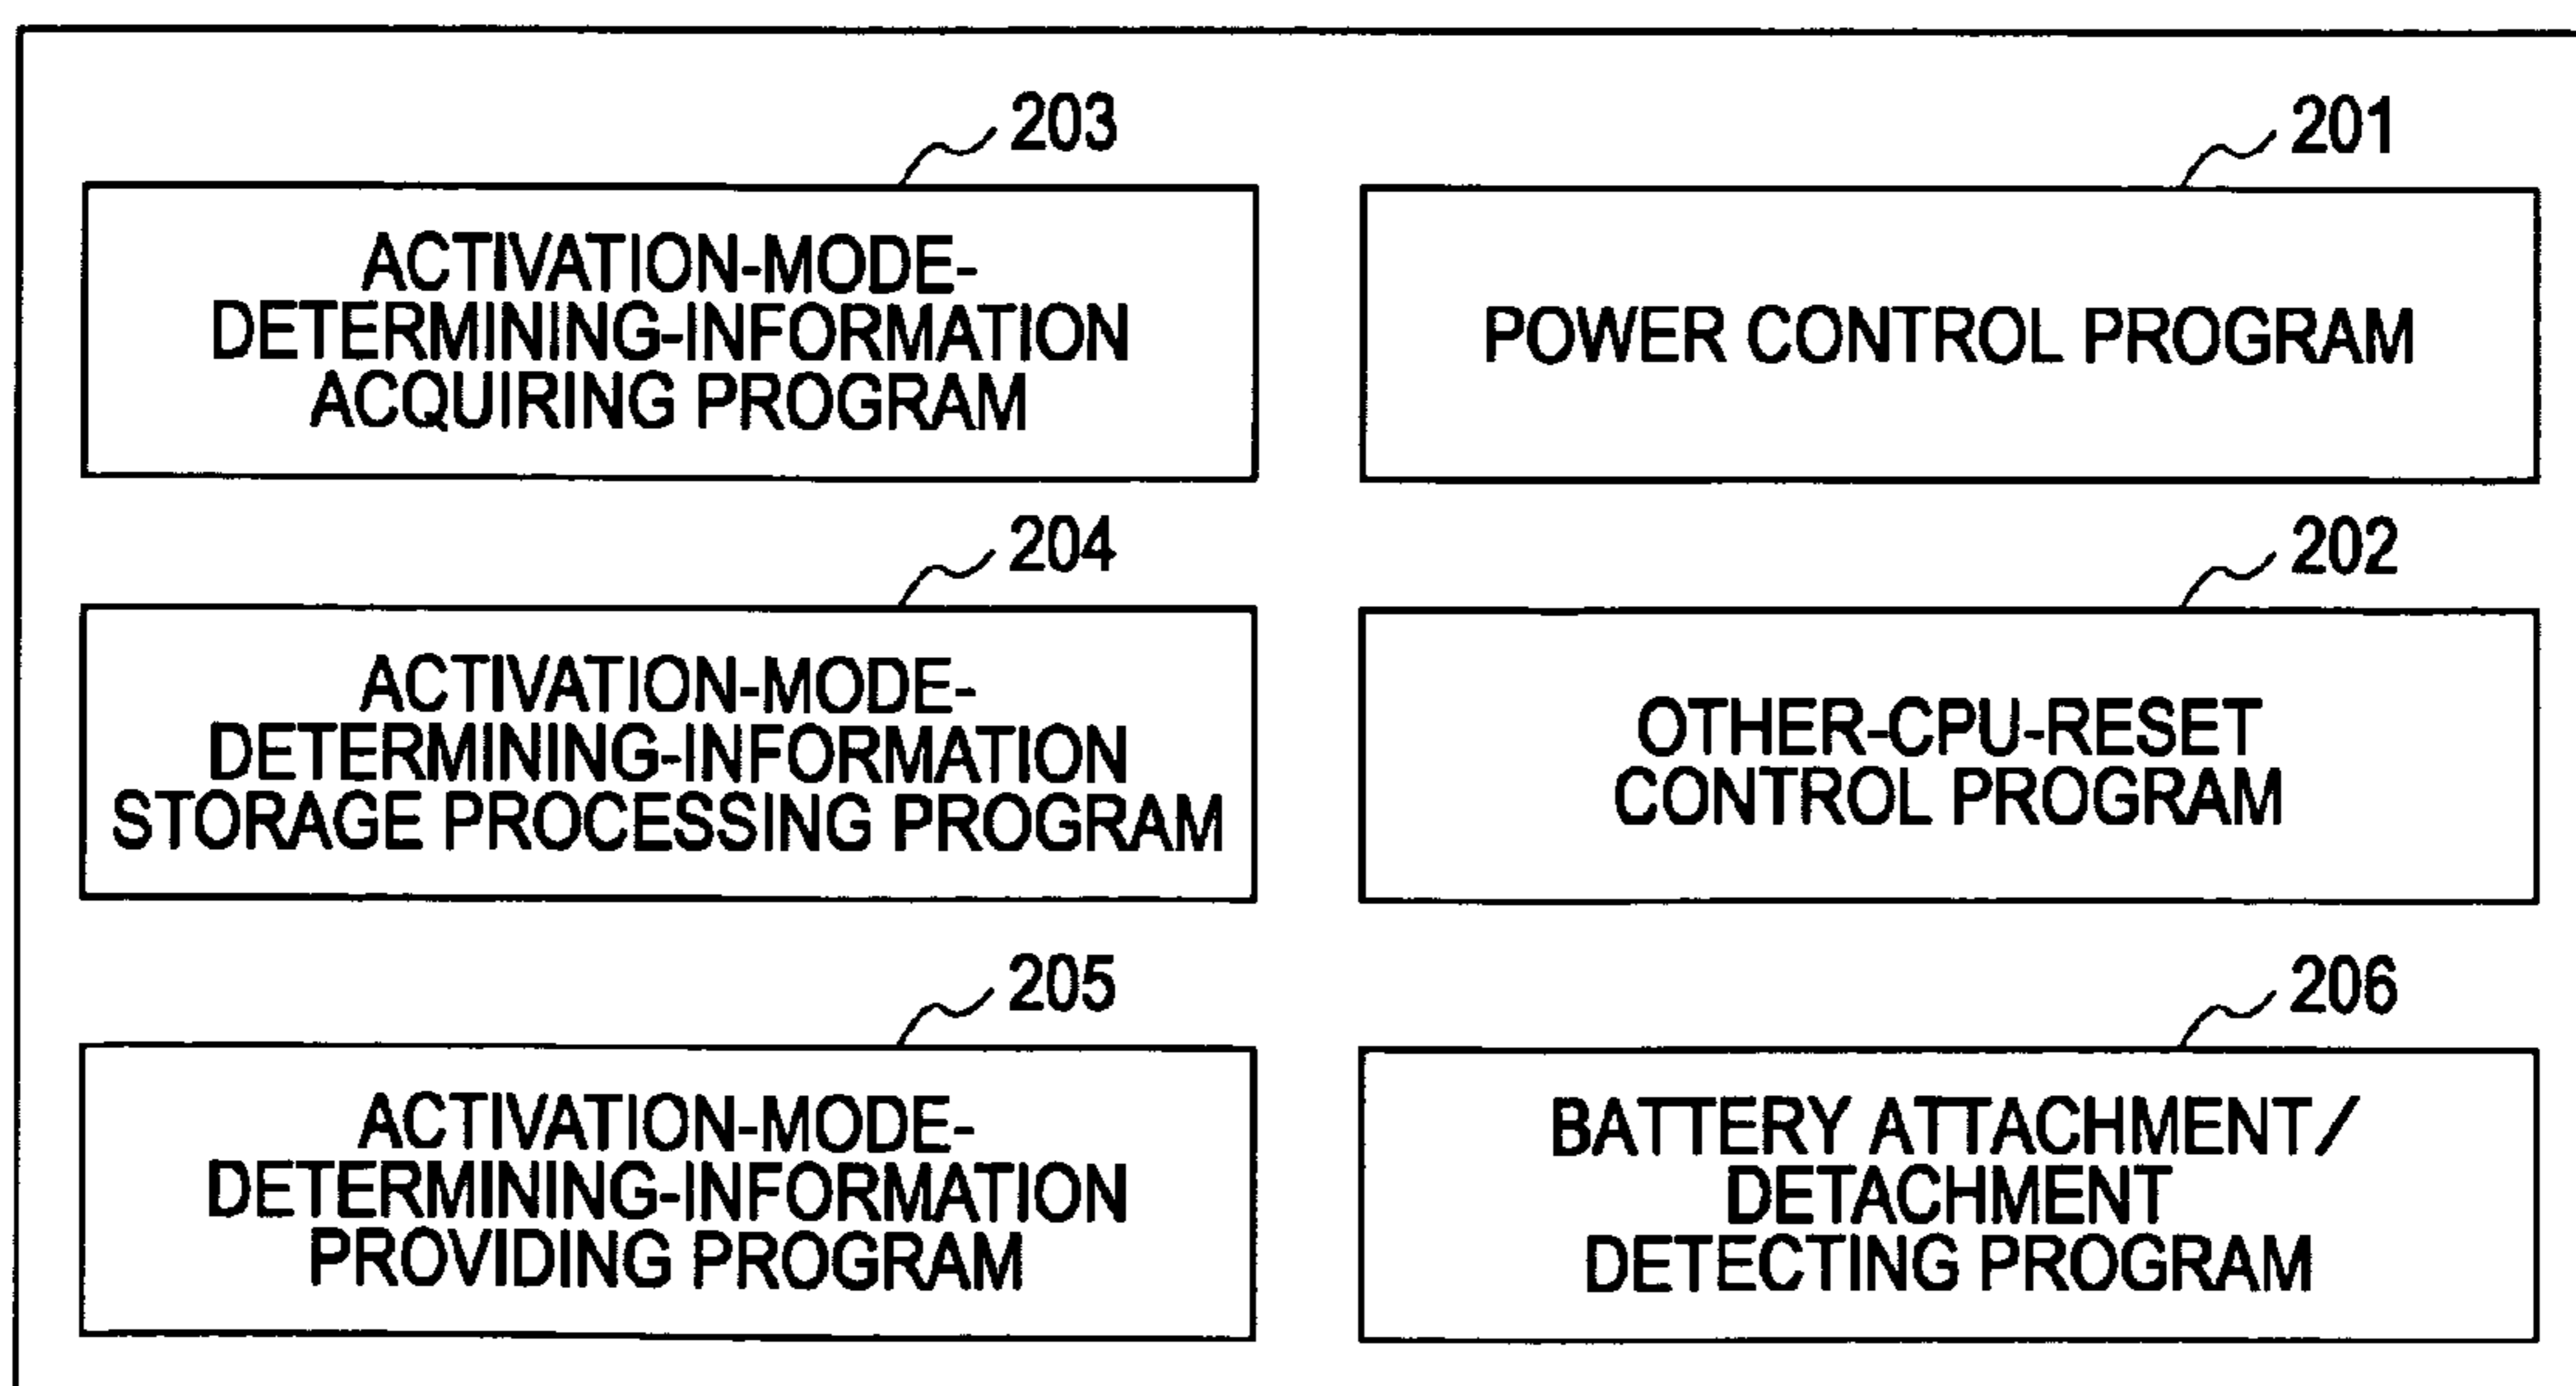 203
ACTIVATION-MODE-
DETERMINING-INFORMATION
ACQUIRING PROGRAM
201
POWER CONTROL PROGRAM
204
ACTIVATION-MODE-
DETERMINING-INFORMATION
STORAGE PROCESSING PROGRAM
202
OTHER-CPU-RESET
CONTROL PROGRAM
205
ACTIVATION-MODE-
DETERMINING-INFORMATION
PROVIDING PROGRAM
206
BATTERY ATTACHMENT/
DETACHMENT
DETECTING PROGRAM